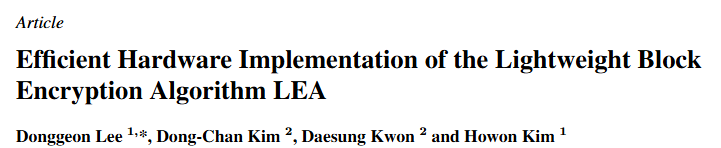 Article
Efficient Hardware Implementation of the Lightweight Block
Encryption Algorithm LEA
Donggeon Lee 1,*, Dong-Chan Kim 2, Daesung Kwon 2 and Howon Kim 1